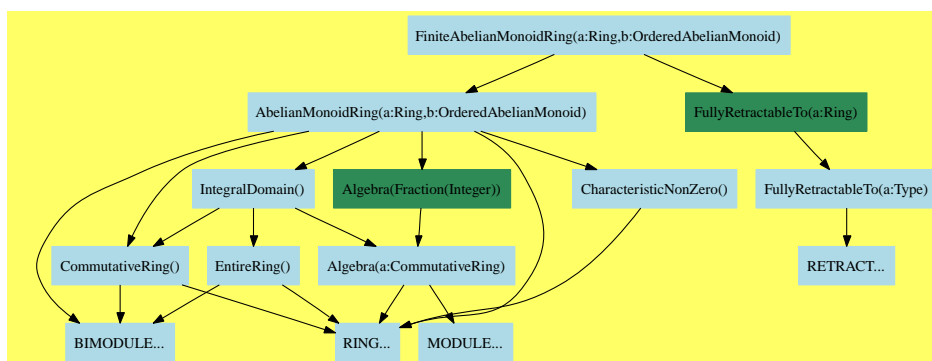 FiniteAbelianMonoidRing(a:Ring,b:OrderedAbelianMonoid)
AbelianMonoidRing(a:Ring,b:OrderedAbelianMonoid)
FullyRetractableTo(a:Ring)
IntegralDomain()
Algebra(Fraction(Integer))
CharacteristicNonZero()
FullyRetractableTo(a:Type)
CommutativeRing()
EntireRing()
Algebra(a:CommutativeRing)
RETRACT...
BIMODULE...
RING...
MODULE...